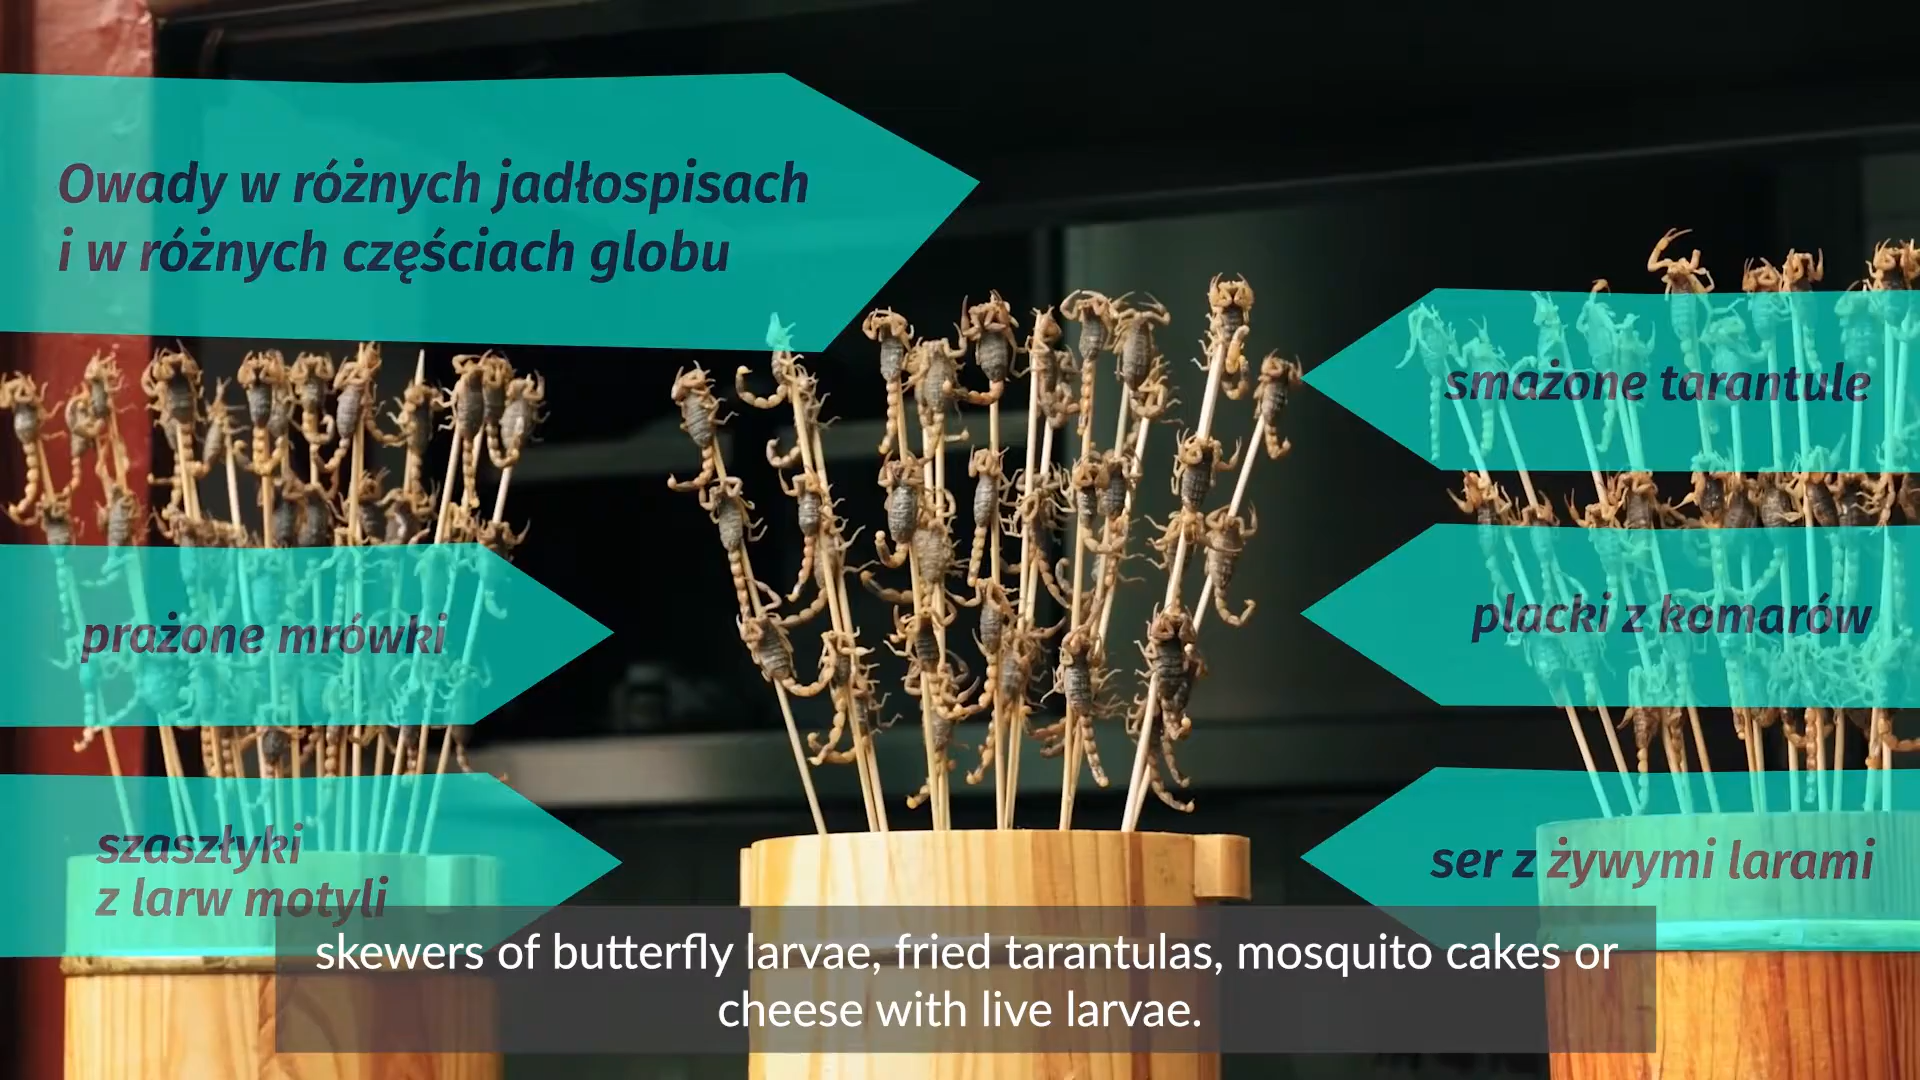 Owady w różnych jadłospisach
i w różnych częściach globu
prażone mrówki
szaszłyki
z larw motyli
smażone tarantule
placki z komarów
ser z żywymi larami
skewers of butterfly larvae, fried tarantulas, mosquito cakes or
cheese with live larvae.